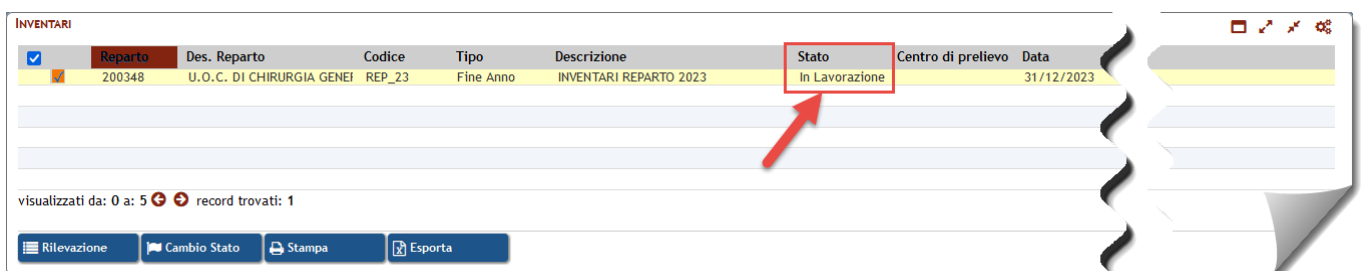 INVENTARI
Reparto Des. Reparto Codice Tipo Descrizione Stato Centro di prelievo Data
200348 U.O.C. DI CHIRURGIA GENEF REP_23 Fine Anno INVENTARI REPARTO 2023 In Lavorazione 31/12/2023
visualizzati da: 0 a: 5 record trovati: 1
Rilevazione Cambio Stato Stampa Esporta